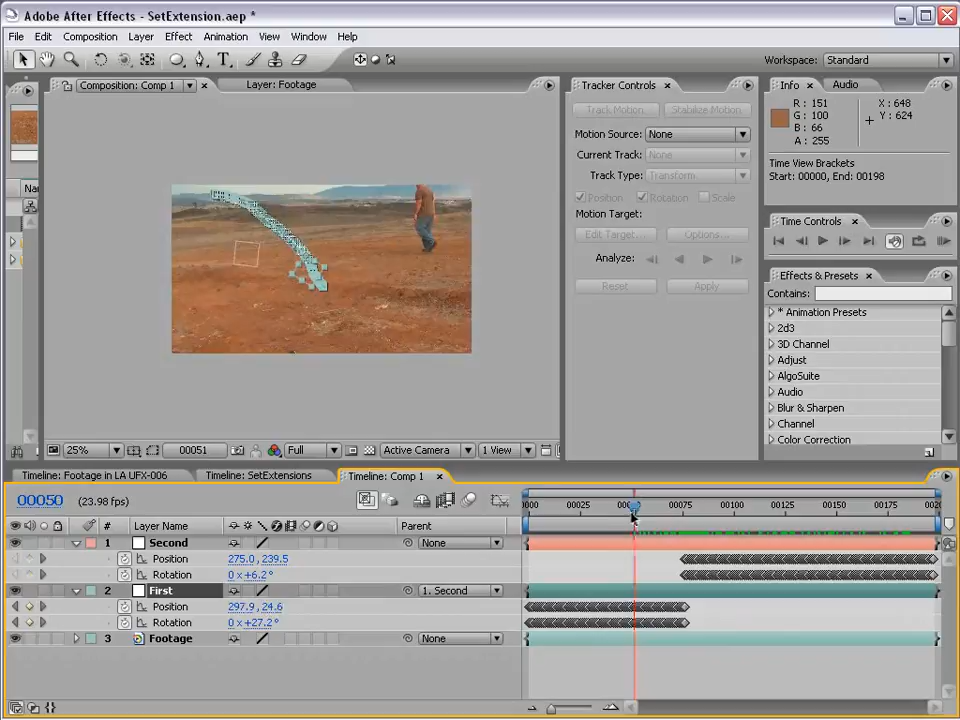 Adobe After Effects - SetExtension.aep *
File Edit Composition Layer Effect Animation View Window Help
Workspace: Standard
Composition: Comp 1
Layer: Footage
Tracker Controls
Info
Audio
Track Motion
Stabilize Motion
R : 151
G : 100
B : 66
A : 255
X : 648
Y : 624
Motion Source: None
Current Track: None
Track Type: Transform
Time View Brackets
Start: 00000, End: 00198
Position
Rotation
Scale
Motion Target:
Edit Target...
Options...
Analyze:
Reset
Apply
Time Controls
Effects & Presets
Contains:
* Animation Presets
2d3
3D Channel
Adjust
AlgoSuite
Audio
Blur & Sharpen
Channel
Color Correction
25%
00051
Full
Active Camera
1 View
Timeline: Footage in LA UFX-006
Timeline: SetExtensions
Timeline: Comp 1
00050 (23.98 fps)
00025
00075
00100
00125
00150
00175
# Layer Name
Parent
1 Second None
Position 275.0, 239.5
Rotation 0 x+6.2°
2 First 1. Second
Position 297.9, 24.6
Rotation 0 x+27.2°
3 Footage None